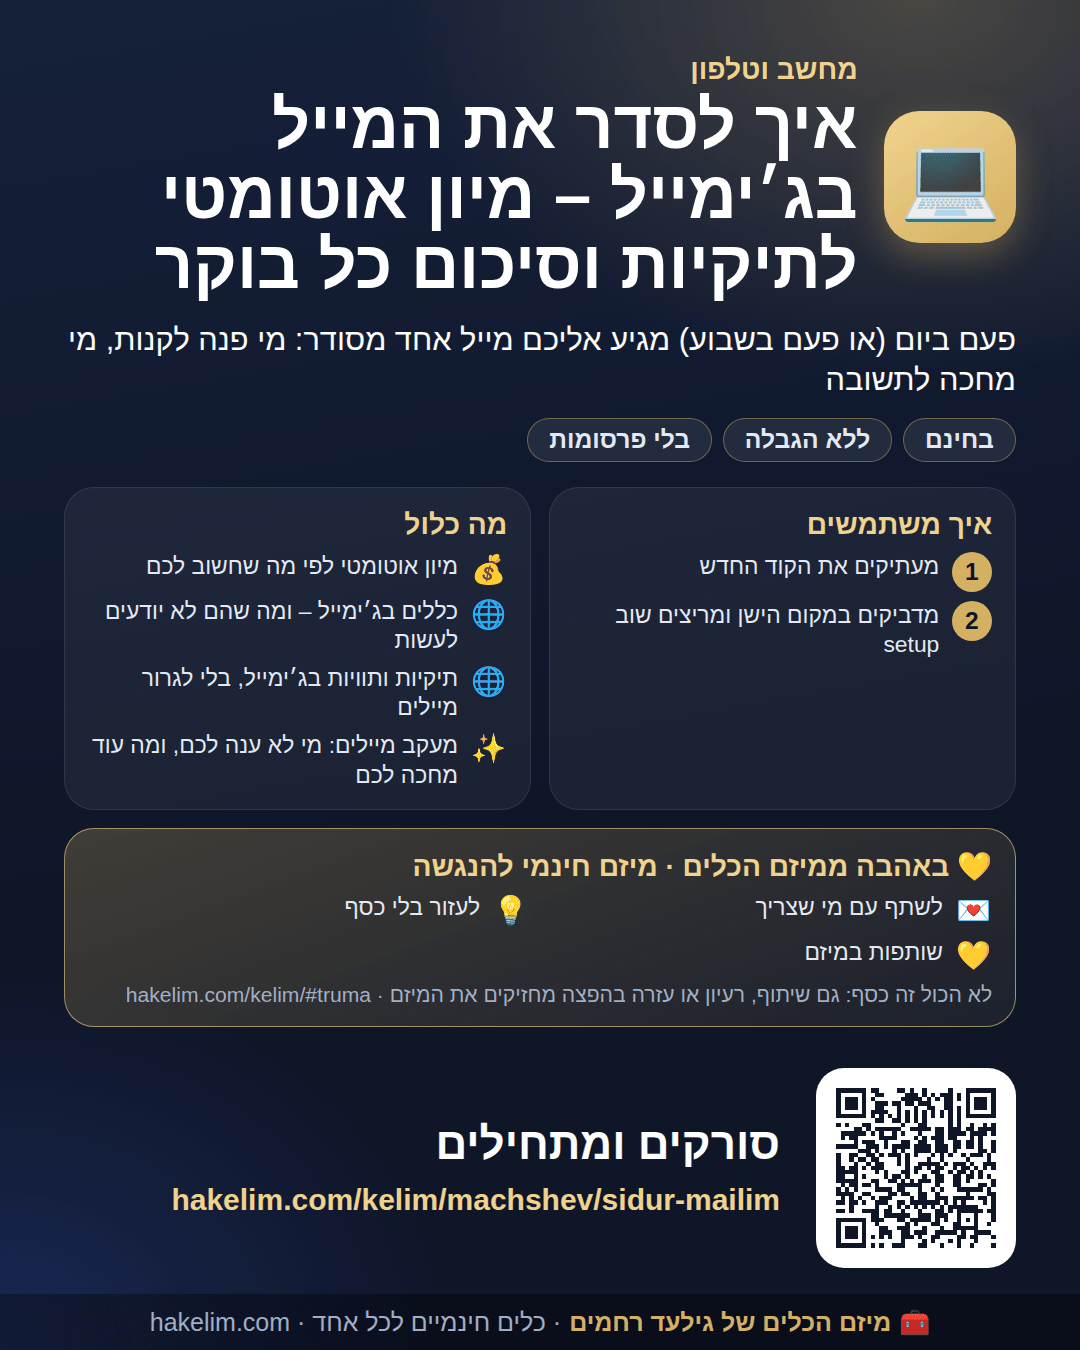 מחשב וטלפון
איך לסדר את המייל
בג׳ימייל – מיון אוטומטי
לתיקיות וסיכום כל בוקר
פעם ביום (או פעם בשבוע) מגיע אליכם מייל אחד מסודר: מי פנה לקנות, מי
מחכה לתשובה
בחינם
ללא הגבלה
בלי פרסומות
איך משתמשים
1 מעתיקים את הקוד החדש
2 מדביקים במקום הישן ומריצים שוב
setup
מה כלול
מיון אוטומטי לפי מה שחשוב לכם
כללים בג׳ימייל – ומה שהם לא יודעים
לעשות
תיקיות ותוויות בג׳ימייל, בלי לגרור
מיילים
מעקב מיילים: מי לא ענה לכם, ומה עוד
מחכה לכם
באהבה ממיזם הכלים · מיזם חינמי להנגשה
לשתף עם מי שצריך
לעזור בלי כסף
שותפות במיזם
לא הכול זה כסף: גם שיתוף, רעיון או עזרה בהפצה מחזיקים את המיזם · hakelim.com/kelim/#truma
סורקים ומתחילים
hakelim.com/kelim/machshev/sidur-mailim
מיזם הכלים של גילעד רחמים · כלים חינמיים לכל אחד · hakelim.com